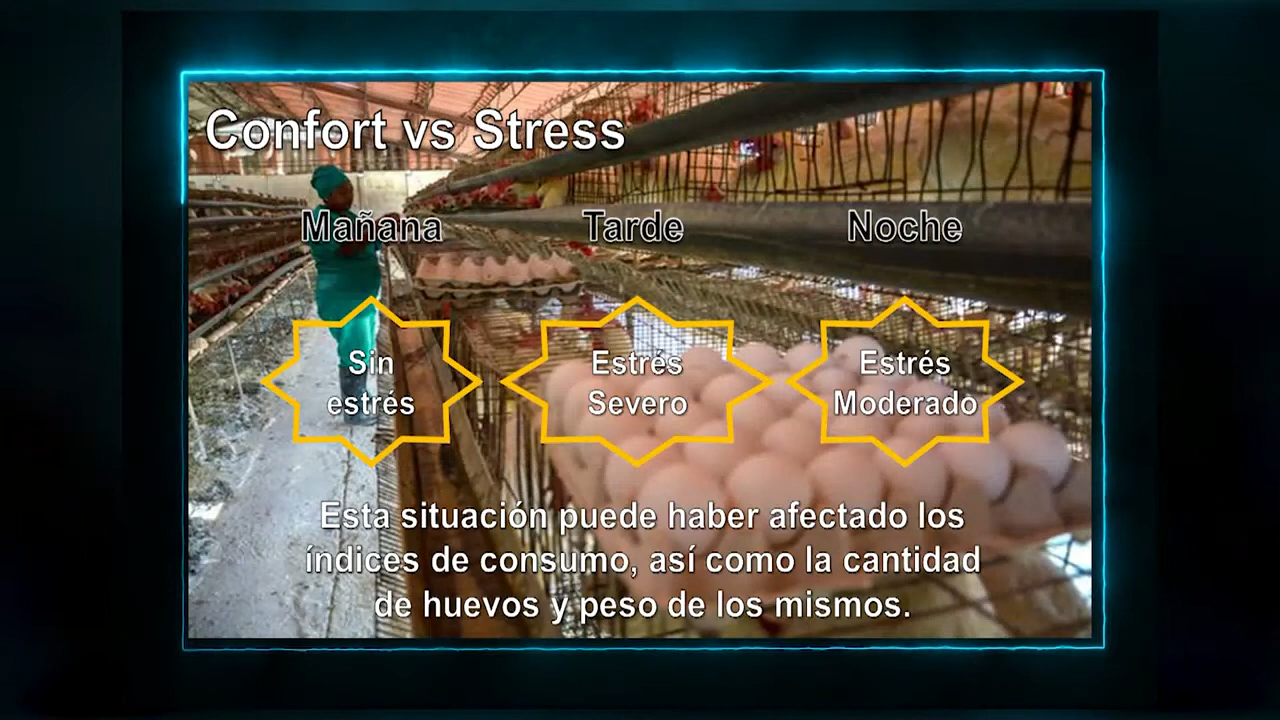 Confort vs Stress
Mañana Tarde Noche
Sin
estrés
Estrés
Severo
Estrés
Moderado
Esta situación puede haber afectado los
índices de consumo, así como la cantidad
de huevos y peso de los mismos.